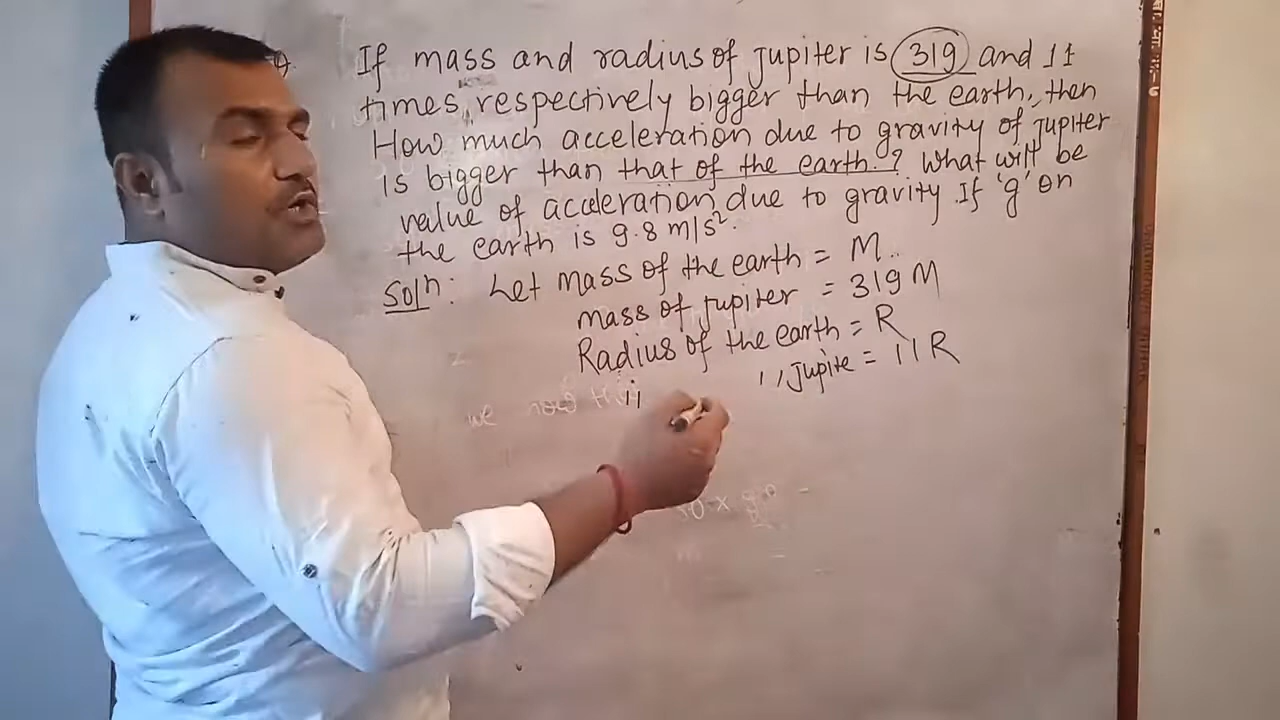 If mass and radius of Jupiter is 319 and 11
times, respectively bigger than the earth, then
How much acceleration due to gravity of Jupiter
is bigger than that of the earth.? What will be
value of acceleration due to gravity If 'g' on
the earth is 9.8 m/s².
Solⁿ: Let Mass of the earth = M
Mass of Jupiter = 319 M
Radius of the earth = R
,, Jupite = 11R
we